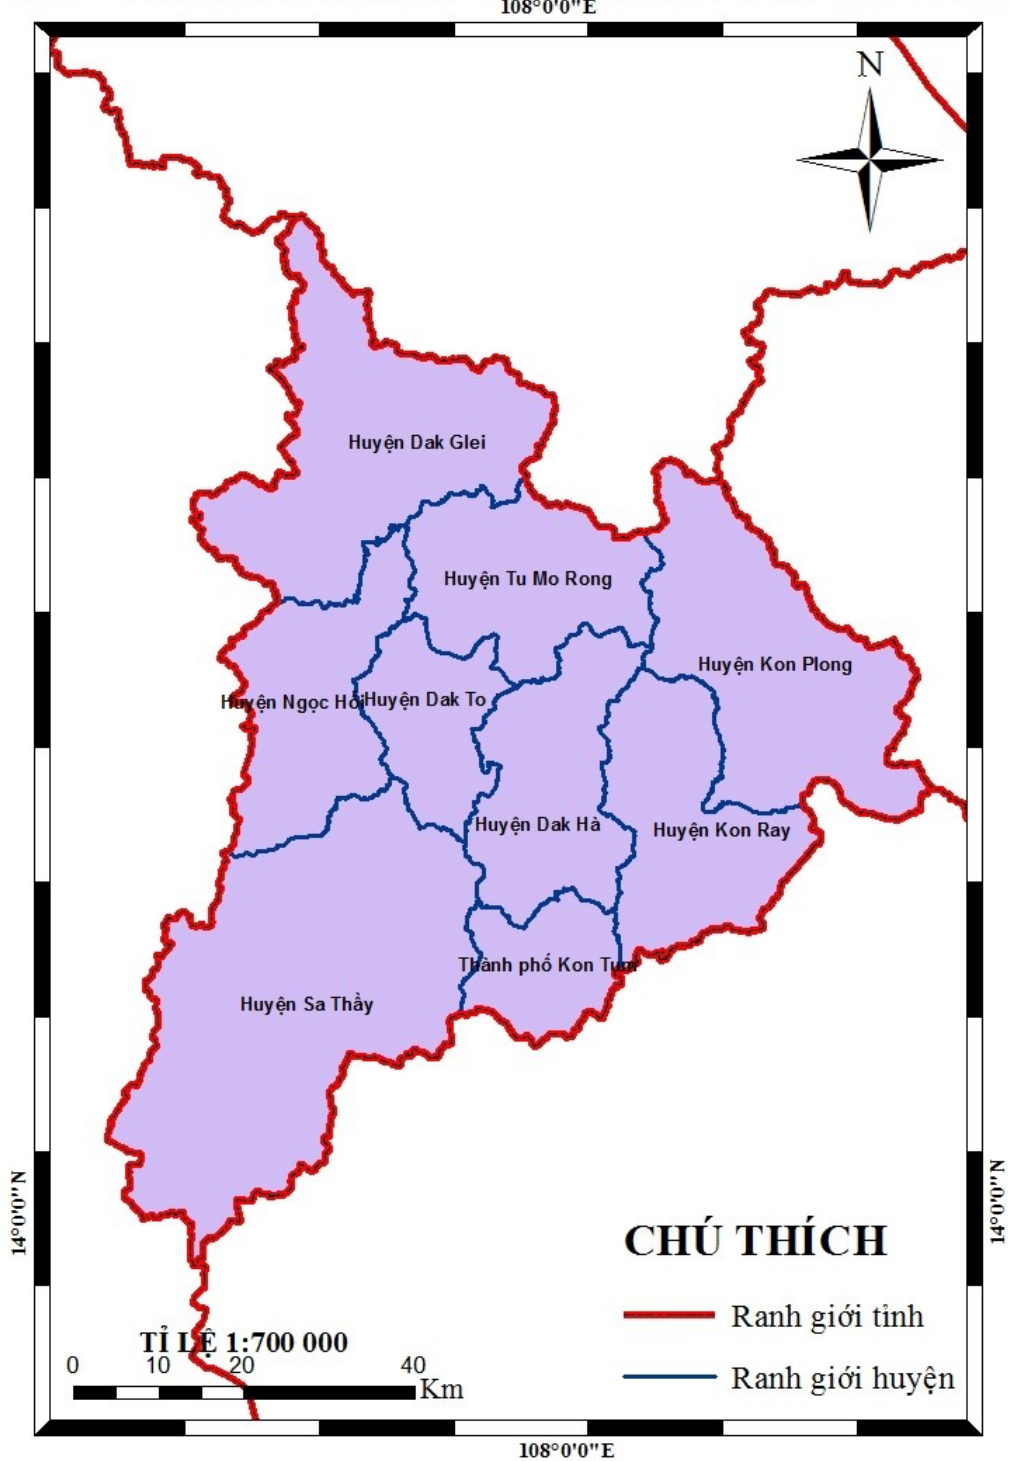 108°0'0"E
N
Huyện Dak Glei
Huyện Tu Mo Rong
Huyện Kon Plong
Huyện Ngọc Hồi
Huyện Dak To
Huyện Dak Hà
Huyện Kon Ray
Thành phố Kon Tum
Huyện Sa Thầy
14°0'0"N
14°0'0"N
CHÚ THÍCH
Ranh giới tỉnh
TỈ LỆ 1:700 000
0 10 20 40
Km
Ranh giới huyện
108°0'0"E